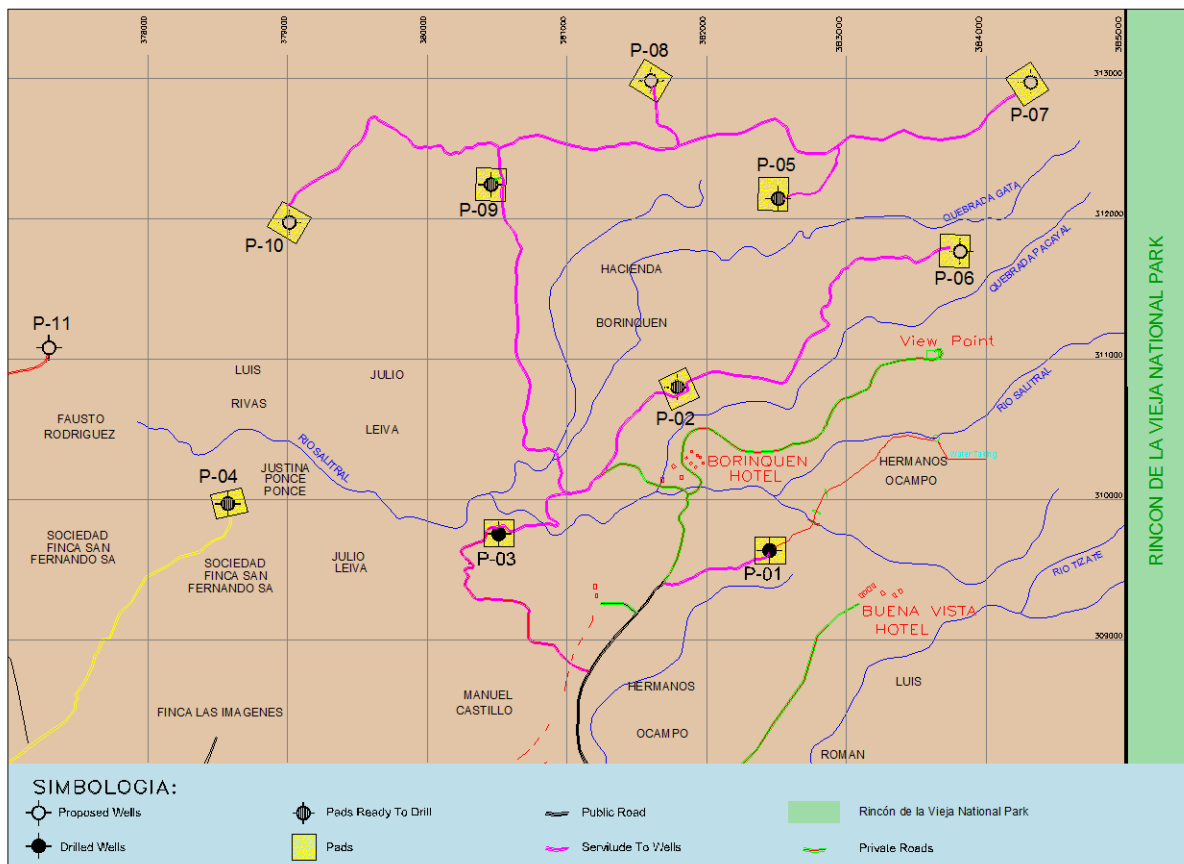 378000
379000
380000
381000
382000
383000
384000
385000
P-08
313000
P-07
P-05
P-09
QUEBRADA GATA
312000
P-10
P-06
HACIENDA
QUEBRADA PACAYAL
BORINQUEN
P-11
View Point
311000
LUIS
JULIO
RIVAS
RIO SALITRAL
FAUSTO
RODRIGUEZ
LEIVA
P-02
RIO SALITRAL
BORINQUEN
HOTEL
HERMANOS
OCAMPO
Water Taking
P-04
JUSTINA
PONCE
PONCE
310000
SOCIEDAD
FINCA SAN
FERNANDO SA
P-03
P-01
JULIO
LEIVA
SOCIEDAD
FINCA SAN
FERNANDO SA
RIO TIZATE
BUENA VISTA
HOTEL
309000
FINCA LAS IMAGENES
MANUEL
CASTILLO
HERMANOS
LUIS
OCAMPO
ROMAN
RINCON DE LA VIEJA NATIONAL PARK
SIMBOLOGIA:
Proposed Wells
Pads Ready To Drill
Public Road
Rincón de la Vieja National Park
Drilled Wells
Pads
Servitude To Wells
Private Roads